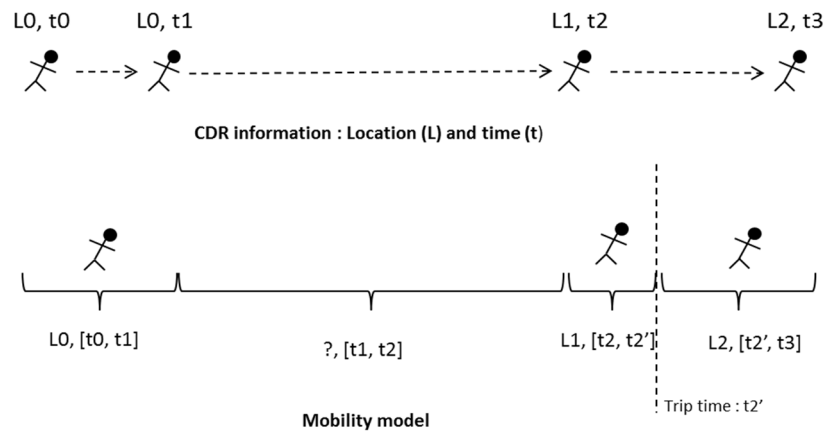 L0, t0
L0, t1
L1, t2
L2, t3
CDR information : Location (L) and time (t)
L0, [t0, t1]
?, [t1, t2]
L1, [t2, t2’]
L2, [t2’, t3]
Trip time : t2’
Mobility model